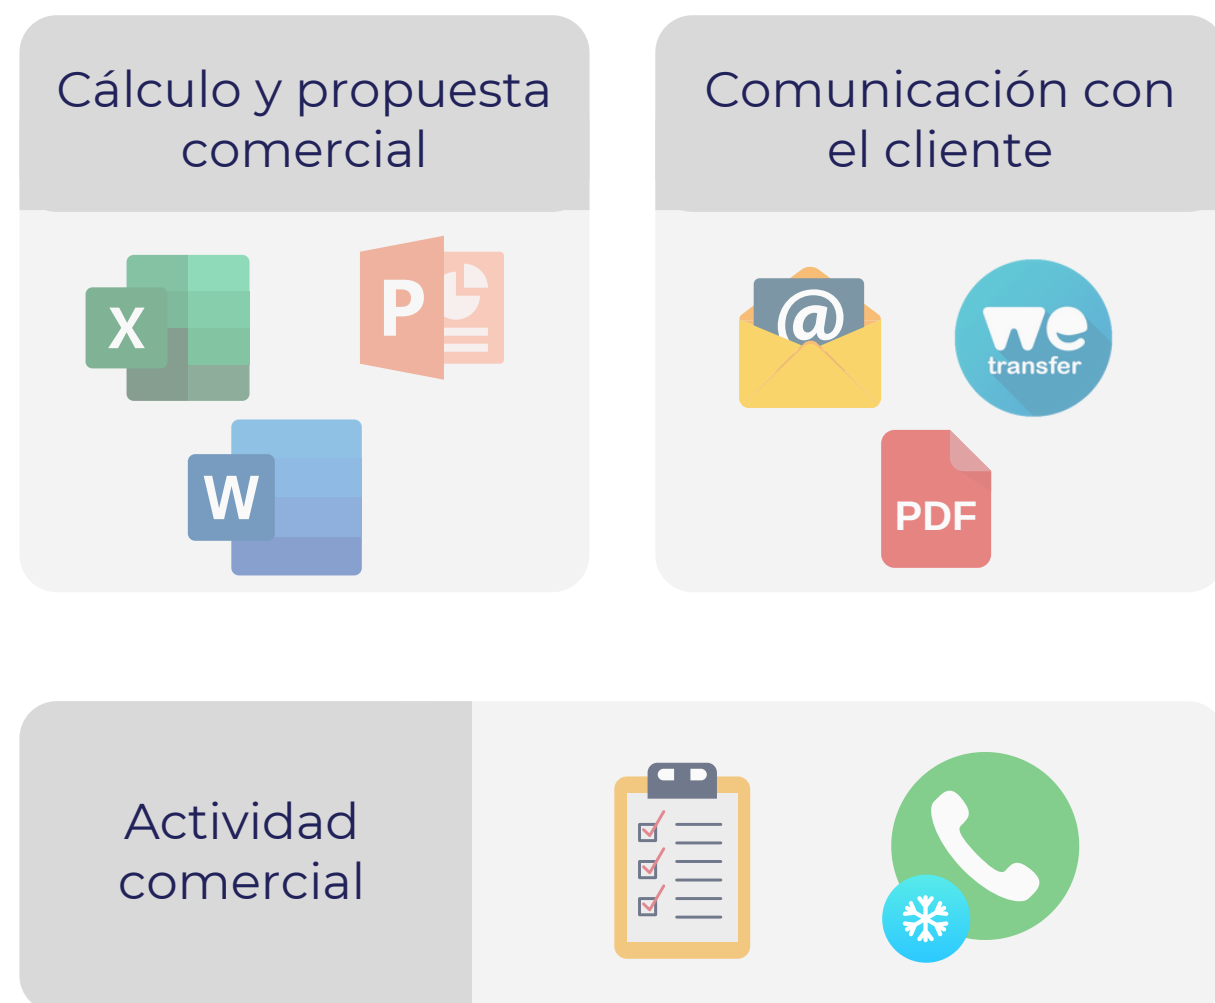 Cálculo y propuesta
comercial
Comunicación con
el cliente
X
P
W
@
we
transfer
PDF
Actividad
comercial